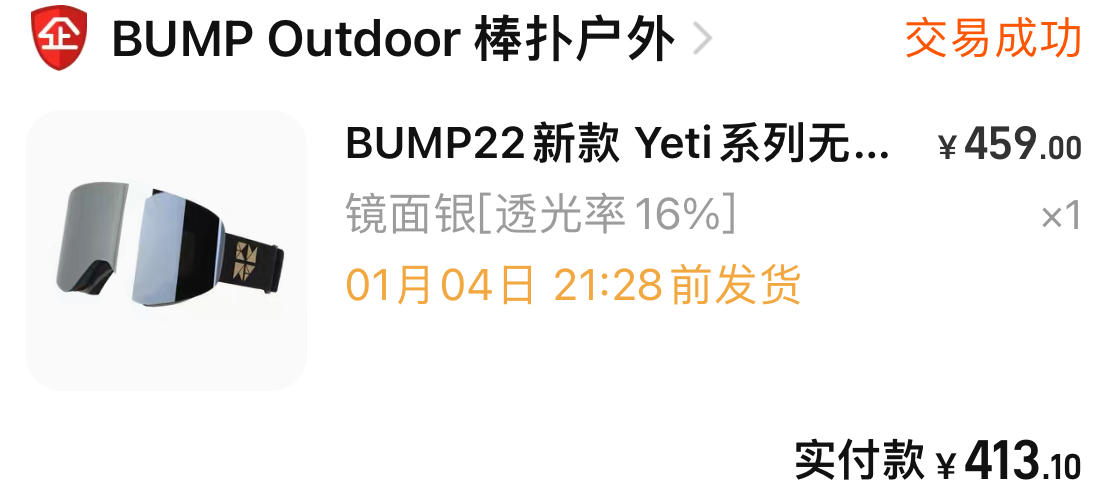 企 BUMP Outdoor 棒扑户外 交易成功
BUMP22新款 Yeti系列无... ¥459.00
镜面银[透光率16%] ×1
01月04日 21:28前发货
实付款 ¥413.10